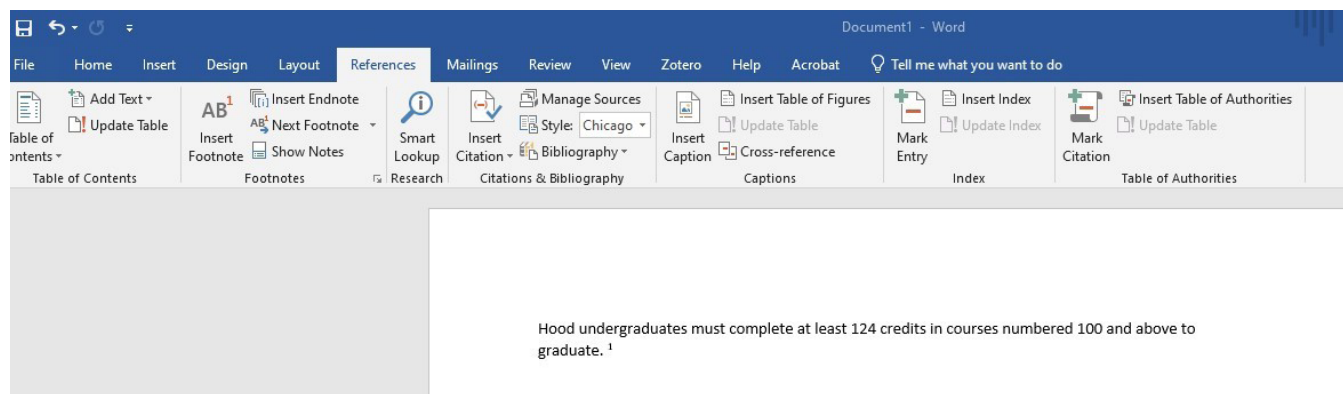 Document1 - Word
File Home Insert Design Layout References Mailings Review View Zotero Help Acrobat Tell me what you want to do
Table of Contents
Add Text
Update Table
Table of Contents
AB1
Insert Footnote
Insert Endnote
Next Footnote
Show Notes
Footnotes
Smart Lookup
Research
Insert Citation
Manage Sources
Style: Chicago
Bibliography
Citations & Bibliography
Insert Caption
Insert Table of Figures
Update Table
Cross-reference
Captions
Mark Entry
Insert Index
Update Index
Index
Mark Citation
Insert Table of Authorities
Update Table
Table of Authorities
Hood undergraduates must complete at least 124 credits in courses numbered 100 and above to
graduate. 1